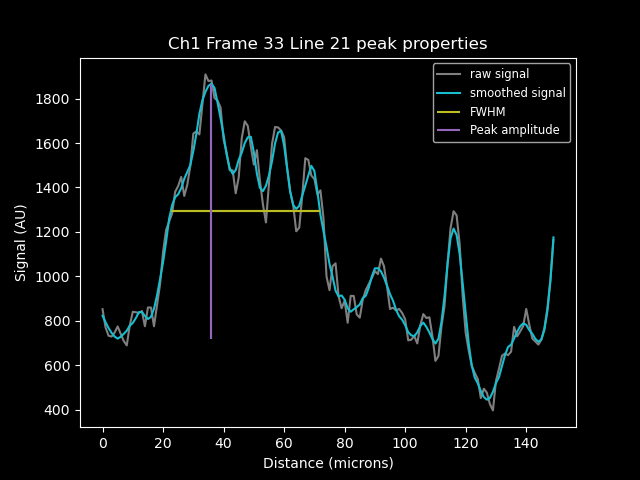 Ch1 Frame 33 Line 21 peak properties
raw signal
smoothed signal
FWHM
Peak amplitude
Signal (AU)
1800
1600
1400
1200
1000
800
600
400
0 20 40 60 80 100 120 140
Distance (microns)